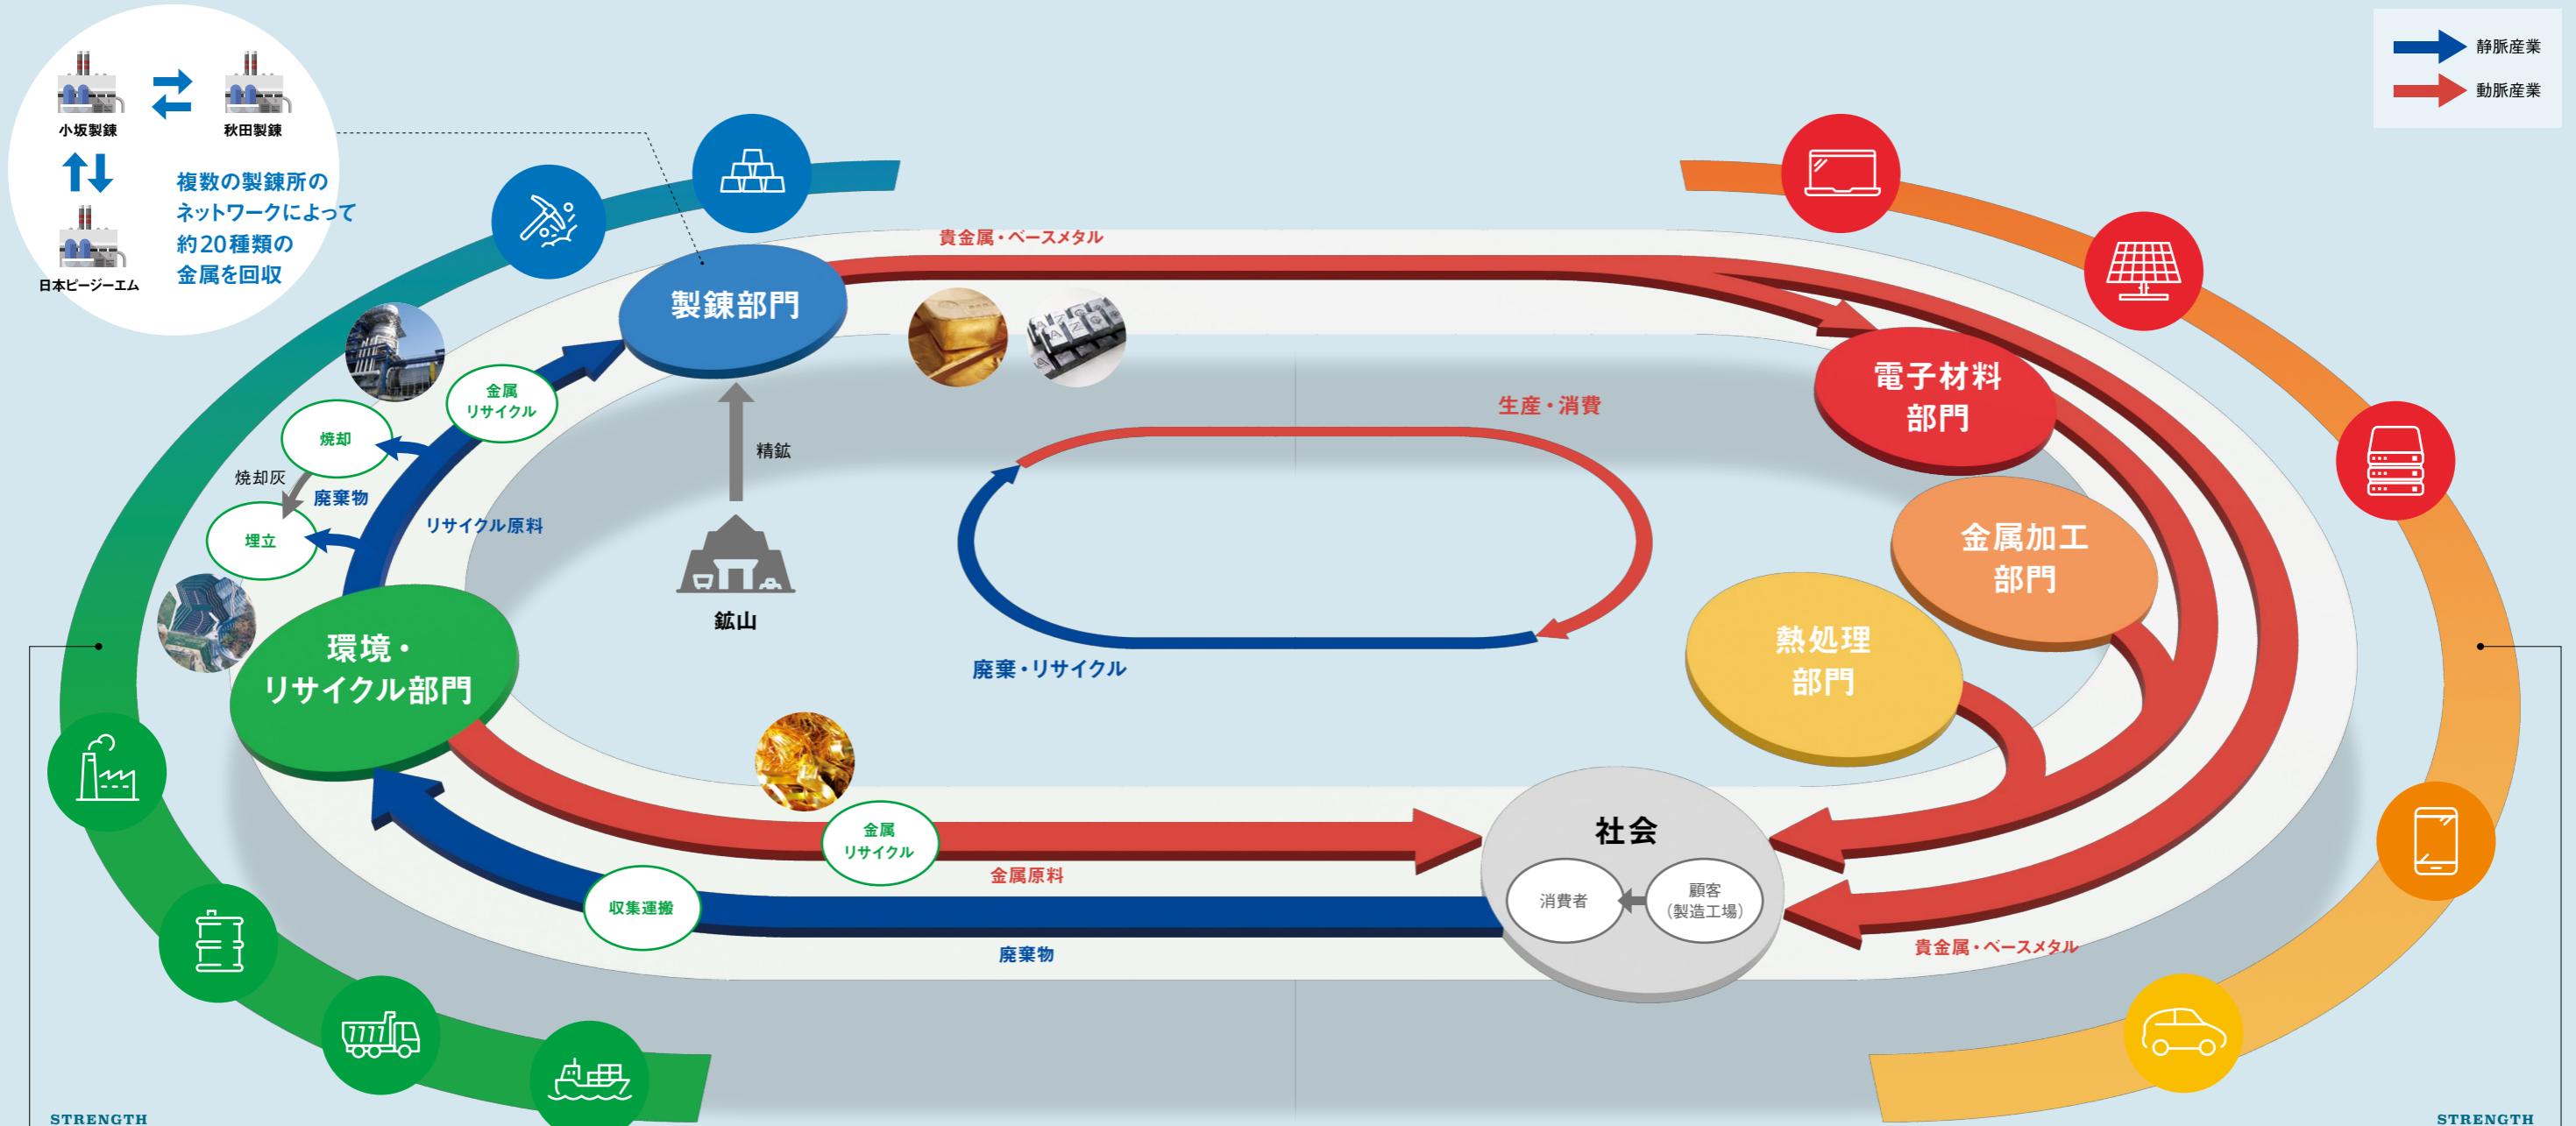 小坂製錬
秋田製錬
日本ピージーエム
複数の製錬所の
ネットワークによって
約20種類の
金属を回収
静脈産業
動脈産業
貴金属・ベースメタル
製錬部門
電子材料
部門
金属
リサイクル
焼却
焼却灰
廃棄物
埋立
リサイクル原料
精鉱
鉱山
生産・消費
廃棄・リサイクル
金属加工
部門
熱処理
部門
環境・
リサイクル部門
金属
リサイクル
金属原料
収集運搬
廃棄物
社会
消費者
顧客
(製造工場)
貴金属・ベースメタル
STRENGTH
STRENGTH